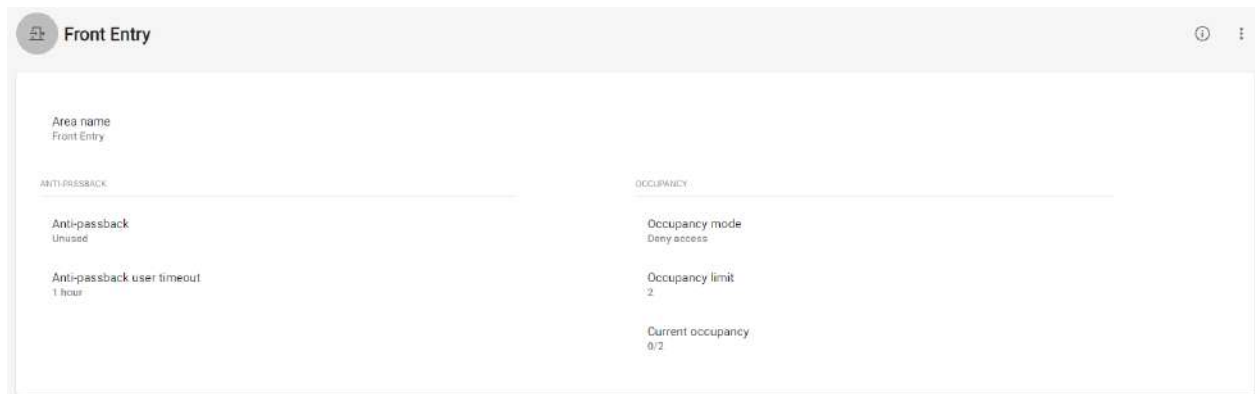 Front Entry
Area name
Front Entry
ANTI-PASSBACK
Anti-passback
Unused
Anti-passback user timeout
1 hour
OCCUPANCY
Occupancy mode
Deny access
Occupancy limit
2
Current occupancy
0/2